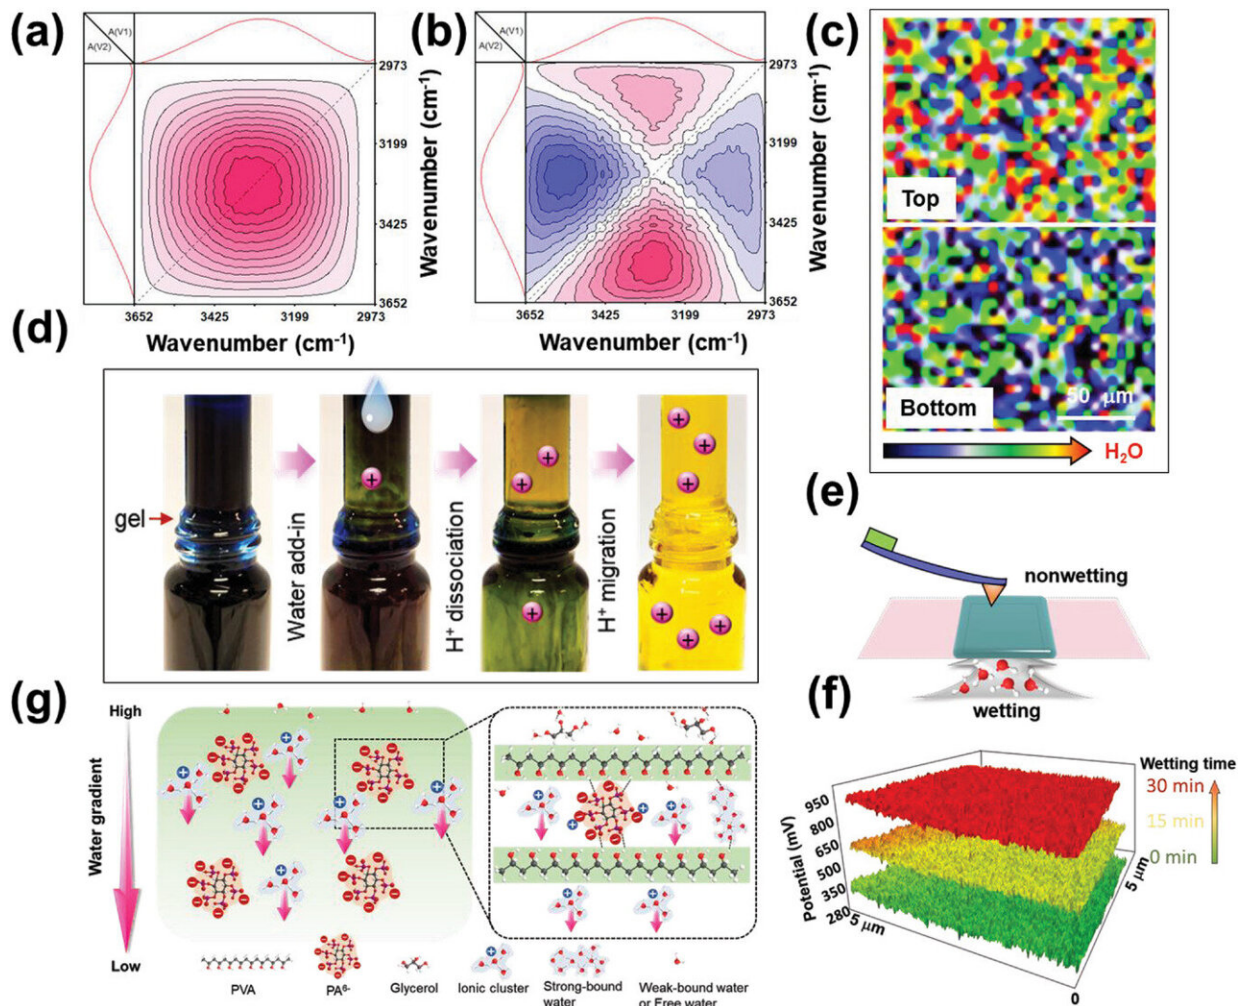 (a)
A(V1)
A(V2)
2973
3199
3425
3652
Wavenumber (cm-1)
3652 3425 3199 2973
Wavenumber (cm-1)
(b)
A(V1)
A(V2)
2973
3199
3425
3652
Wavenumber (cm-1)
3652 3425 3199 2973
Wavenumber (cm-1)
(c)
Top
Bottom
50 μm
H2O
(d)
gel
Water add-in
H+ dissociation
H+ migration
(e)
nonwetting
wetting
(f)
Wetting time
30 min
15 min
0 min
Potential (mV)
950
800
650
500
350
280
5 μm
5 μm
0
(g)
High
Water gradient
Low
PVA
PA6-
Glycerol
Ionic cluster
Strong-bound
water
Weak-bound water
or Free water